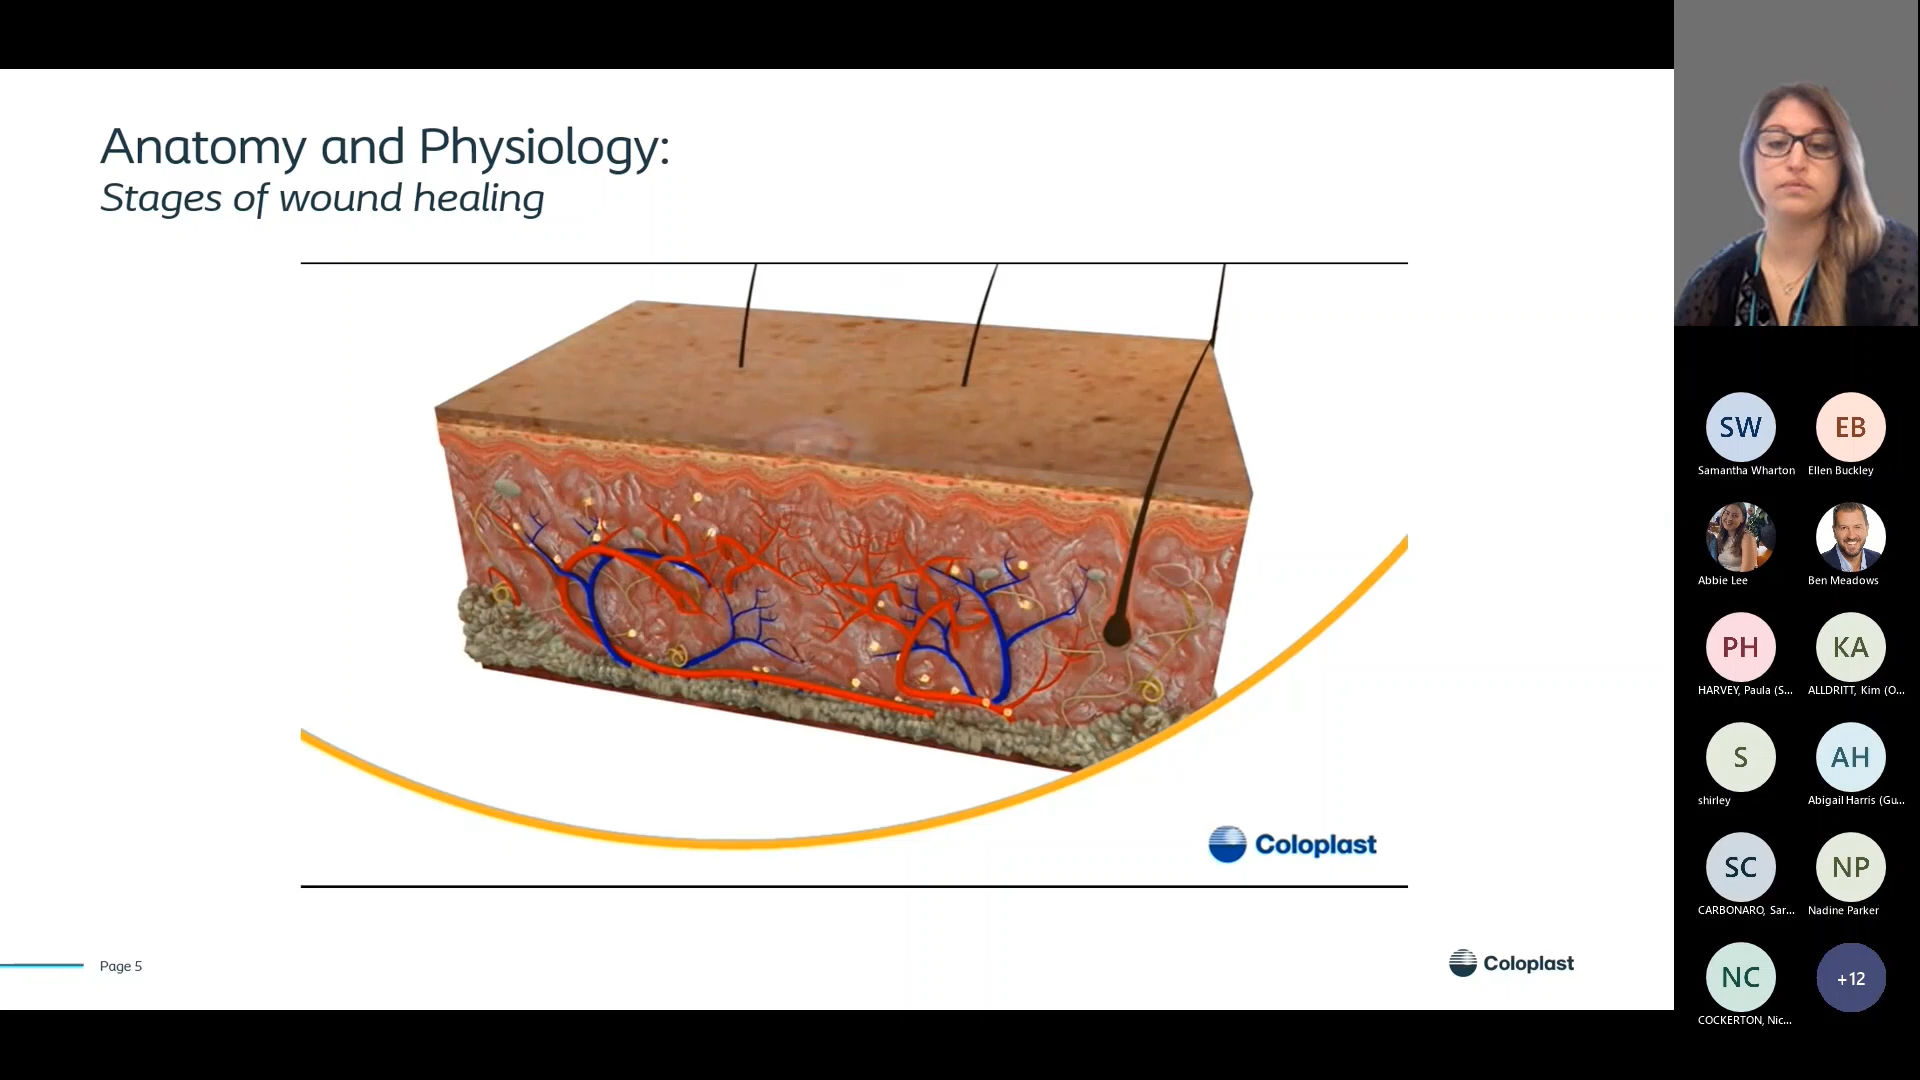 Anatomy and Physiology:
Stages of wound healing
Coloplast
Page 5
Coloplast
SW
EB
Samantha Wharton
Ellen Buckley
Abbie Lee
Ben Meadows
PH
KA
HARVEY, Paula (S...
ALLDRITT, Kim (O...
S
AH
shirley
Abigail Harris (Gu...
SC
NP
CARBONARO, Sar...
Nadine Parker
NC
+12
COCKERTON, Nic...